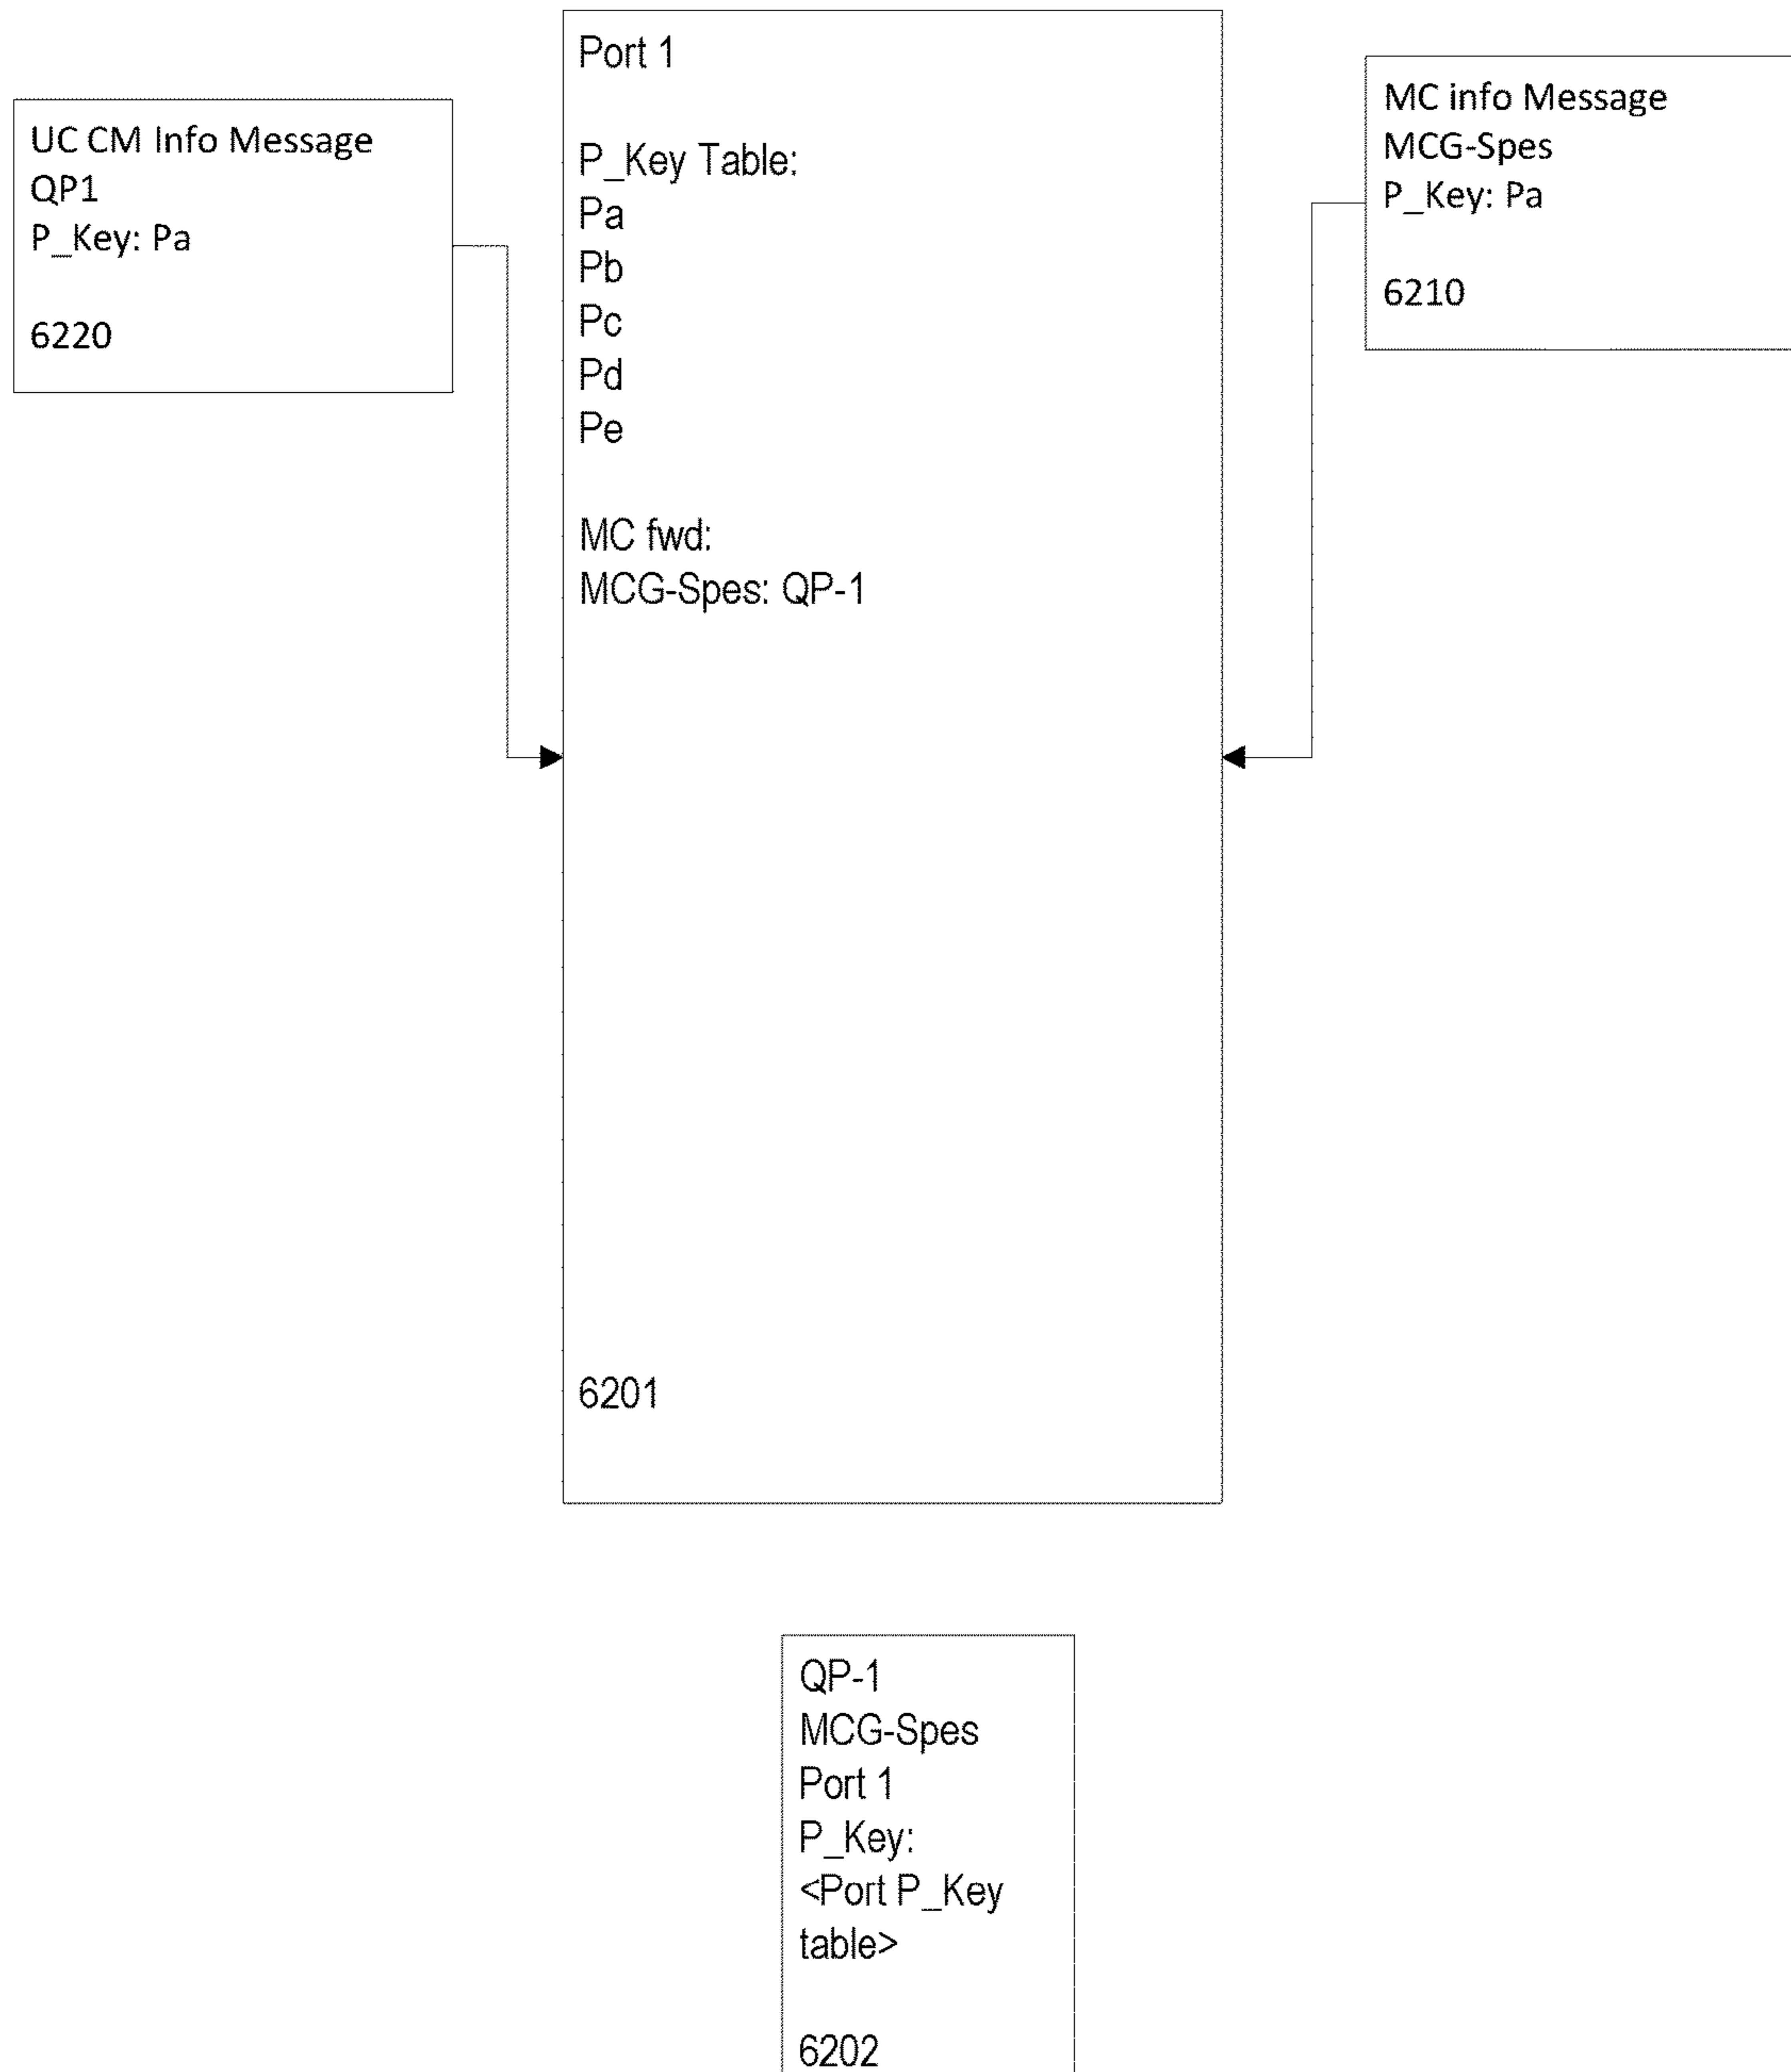 UC CM Info Message
QP1
P_Key: Pa
6220
Port 1
P_Key Table:
Pa
Pb
Pc
Pd
Pe
MC fwd:
MCG-Spes: QP-1
6201
MC info Message
MCG-Spes
P_Key: Pa
6210
QP-1
MCG-Spes
Port 1
P_Key:
<Port P_Key
table>
6202